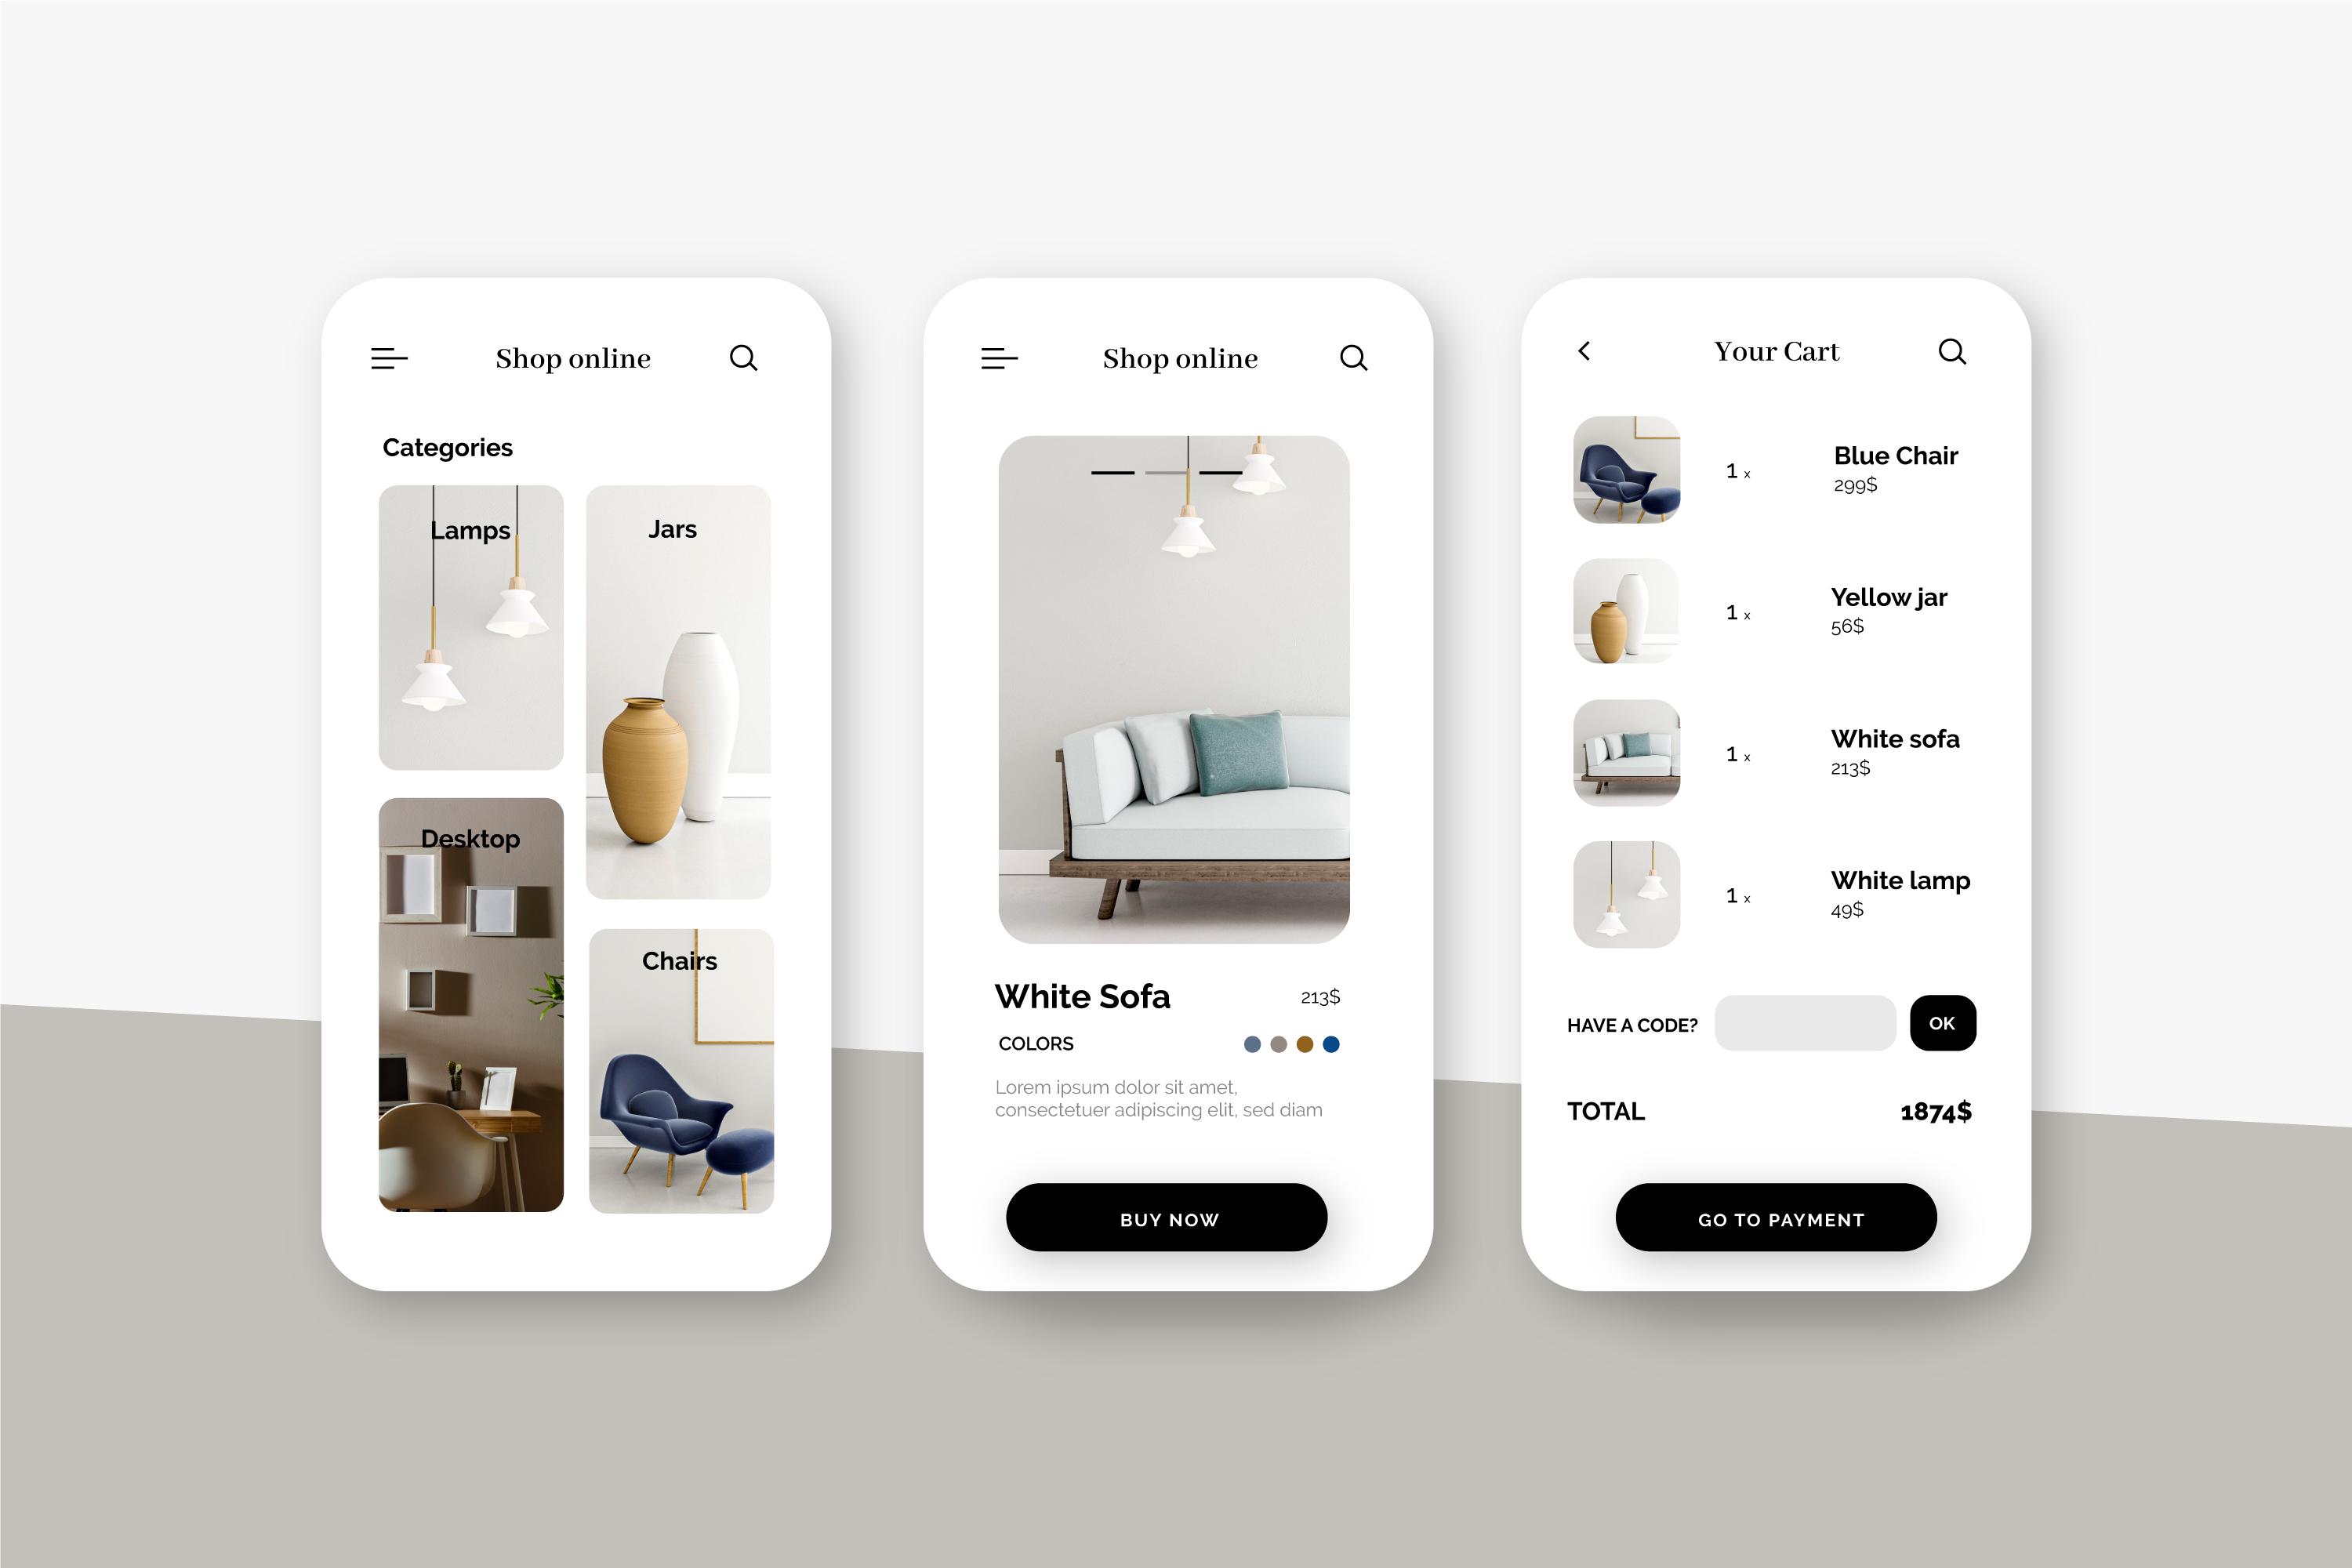 Shop online
Categories
Lamps
Jars
Desktop
Chairs
Shop online
White Sofa
213$
COLORS
Lorem ipsum dolor sit amet,
consectetuer adipiscing elit, sed diam
BUY NOW
Your Cart
1 x
Blue Chair
299$
1 x
Yellow jar
56$
1 x
White sofa
213$
1 x
White lamp
49$
HAVE A CODE?
OK
TOTAL
1874$
GO TO PAYMENT